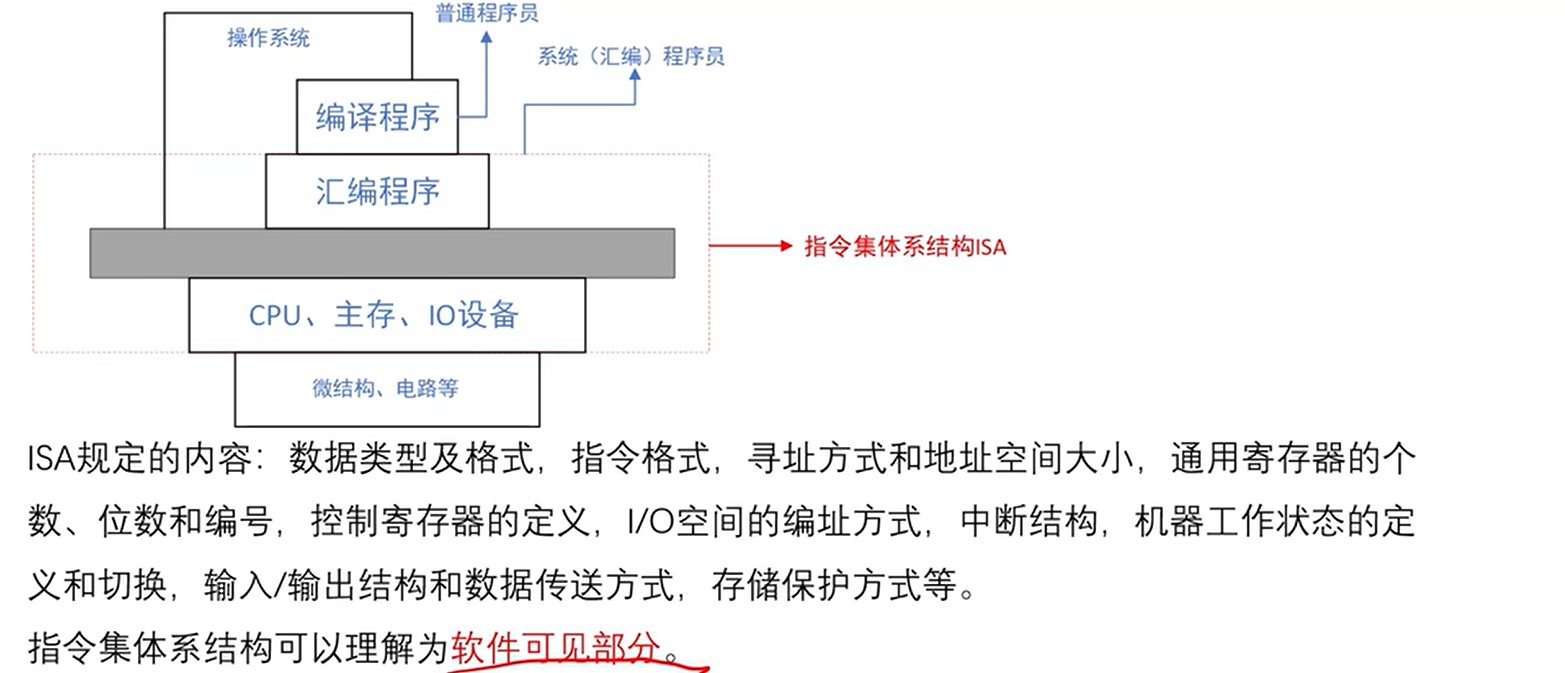 普通程序员
操作系统
系统（汇编）程序员
编译程序
汇编程序
指令集体系结构ISA
CPU、主存、IO设备
微结构、电路等
ISA规定的内容：数据类型及格式，指令格式，寻址方式和地址空间大小，通用寄存器的个
数、位数和编号，控制寄存器的定义，I/O空间的编址方式，中断结构，机器工作状态的定
义和切换，输入/输出结构和数据传送方式，存储保护方式等。
指令集体系结构可以理解为软件可见部分。